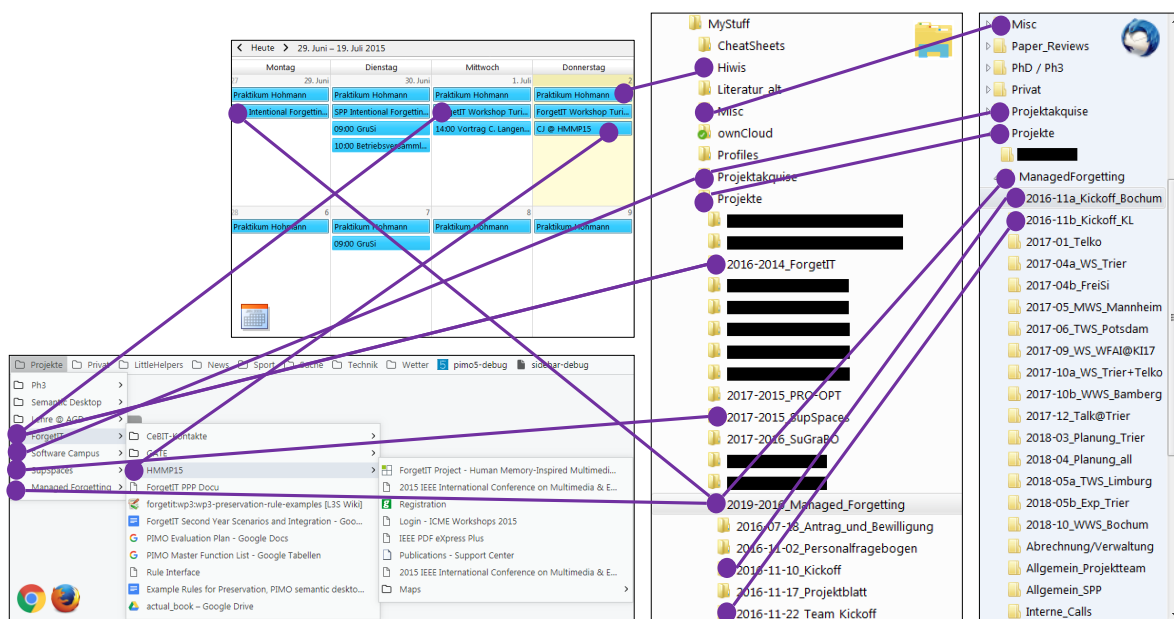 Heute 29. Juni – 19. Juli 2015
Montag Dienstag Mittwoch Donnerstag
27 29. Juni 30. Juni 1. Juli 2
Praktikum Hohmann Praktikum Hohmann Praktikum Hohmann Praktikum Hohmann
Intentional Forgettin... SPP Intentional Forgettin... ForgetIT Workshop Turi... ForgetIT Workshop Turi...
09:00 GruSi 14:00 Vortrag C. Langen... CJ @ HMMP15
10:00 Betriebsversamml...
28 6 7 8 9
Praktikum Hohmann Praktikum Hohmann Praktikum Hohmann Praktikum Hohmann
09:00 GruSi
Projekte Privat LittleHelpers News Sport Sache Technik Wetter 5 pimo5-debug sidebar-debug
Ph3
Semantic Desktop
Lehre @ AGD
ForgetIT
Software Campus
SupSpaces
Managed Forgetting
CeBIT-Kontakte
GATE
HMMP15
ForgetIT PPP Docu
forgetit:wp3:wp3-preservation-rule-examples [L3S Wiki]
ForgetIT Second Year Scenarios and Integration - Goo...
PIMO Evaluation Plan - Google Docs
PIMO Master Function List - Google Tabellen
Rule Interface
Example Rules for Preservation, PIMO semantic deskto...
actual_book – Google Drive
ForgetIT Project - Human Memory-Inspired Multimedi...
2015 IEEE International Conference on Multimedia & E...
Registration
Login - ICME Workshops 2015
IEEE PDF eXpress Plus
Publications - Support Center
2015 IEEE International Conference on Multimedia & E...
Maps
MyStuff
CheatSheets
Hiwis
Literatur_alt
Misc
ownCloud
Profiles
Projektakquise
Projekte
2016-2014_ForgetIT
2017-2015_PRO-OPT
2017-2015_SupSpaces
2017-2016_SuGraBO
2019-2016_Managed_Forgetting
2016-07-18_Antrag_und_Bewilligung
2016-11-02_Personalfragebogen
2016-11-10_Kickoff
2016-11-17_Projektblatt
2016-11-22_Team_Kickoff
Misc
Paper_Reviews
PhD / Ph3
Privat
Projektakquise
Projekte
ManagedForgetting
2016-11a_Kickoff_Bochum
2016-11b_Kickoff_KL
2017-01_Telko
2017-04a_WS_Trier
2017-04b_FreiSi
2017-05_MWS_Mannheim
2017-06_TWS_Potsdam
2017-09_WS_WFAI@KI17
2017-10a_WS_Trier+Telko
2017-10b_WWS_Bamberg
2017-12_Talk@Trier
2018-03_Planung_Trier
2018-04_Planung_all
2018-05a_TWS_Limburg
2018-05b_Exp_Trier
2018-10_WWS_Bochum
Abrechnung/Verwaltung
Allgemein_Projektteam
Allgemein_SPP
Interne_Calls